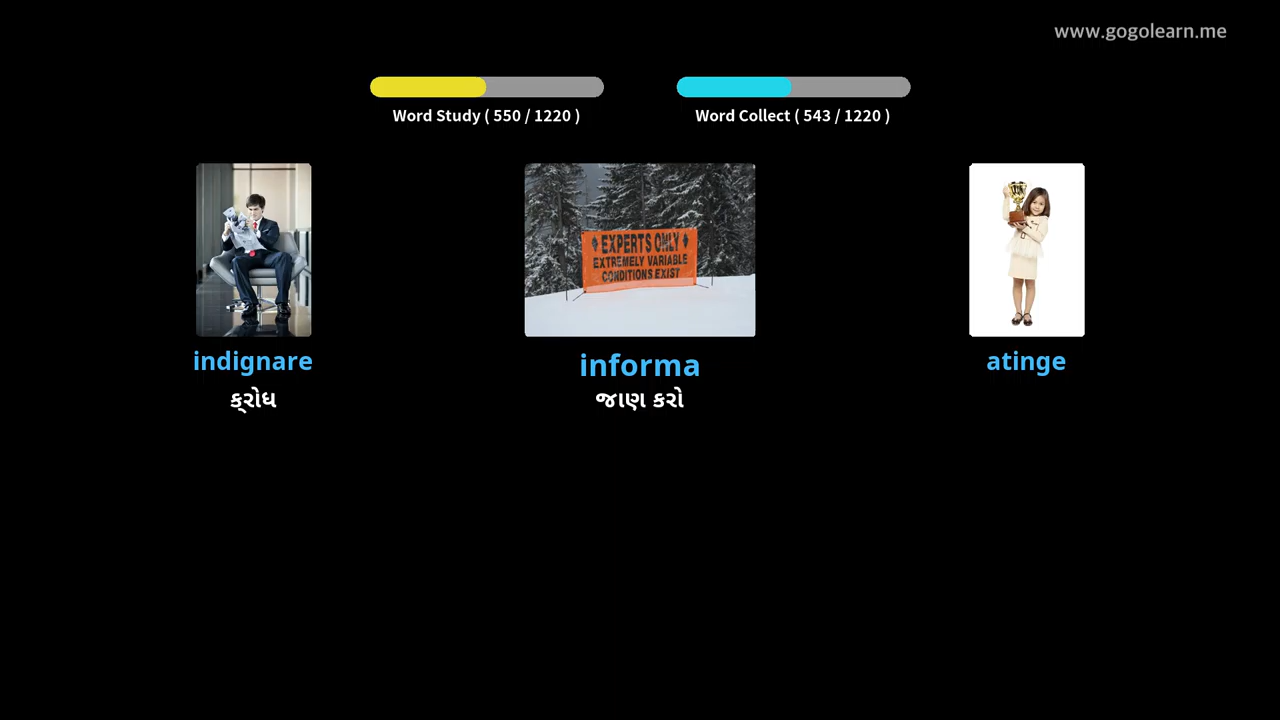 www.gogolearn.me
Word Study ( 550 / 1220 )
Word Collect ( 543 / 1220 )
EXPERTS ONLY
EXTREMELY VARIABLE
CONDITIONS EXIST
indignare
informa
atinge
ક્રોધ
જાણ કરો